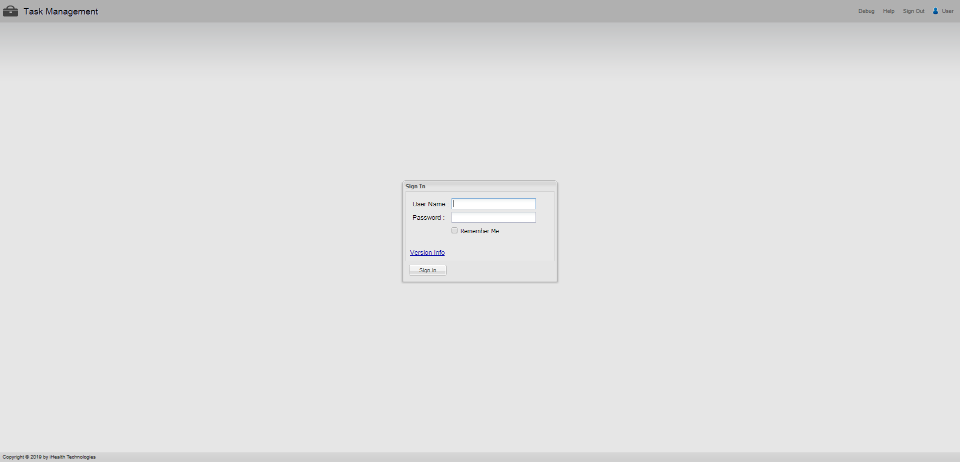 Task Management
Debug Help Sign Out User
Sign To
User Name
Password :
Remember Me
Version Info
Sign In
Copyright © 2019 by iHealth Technologies